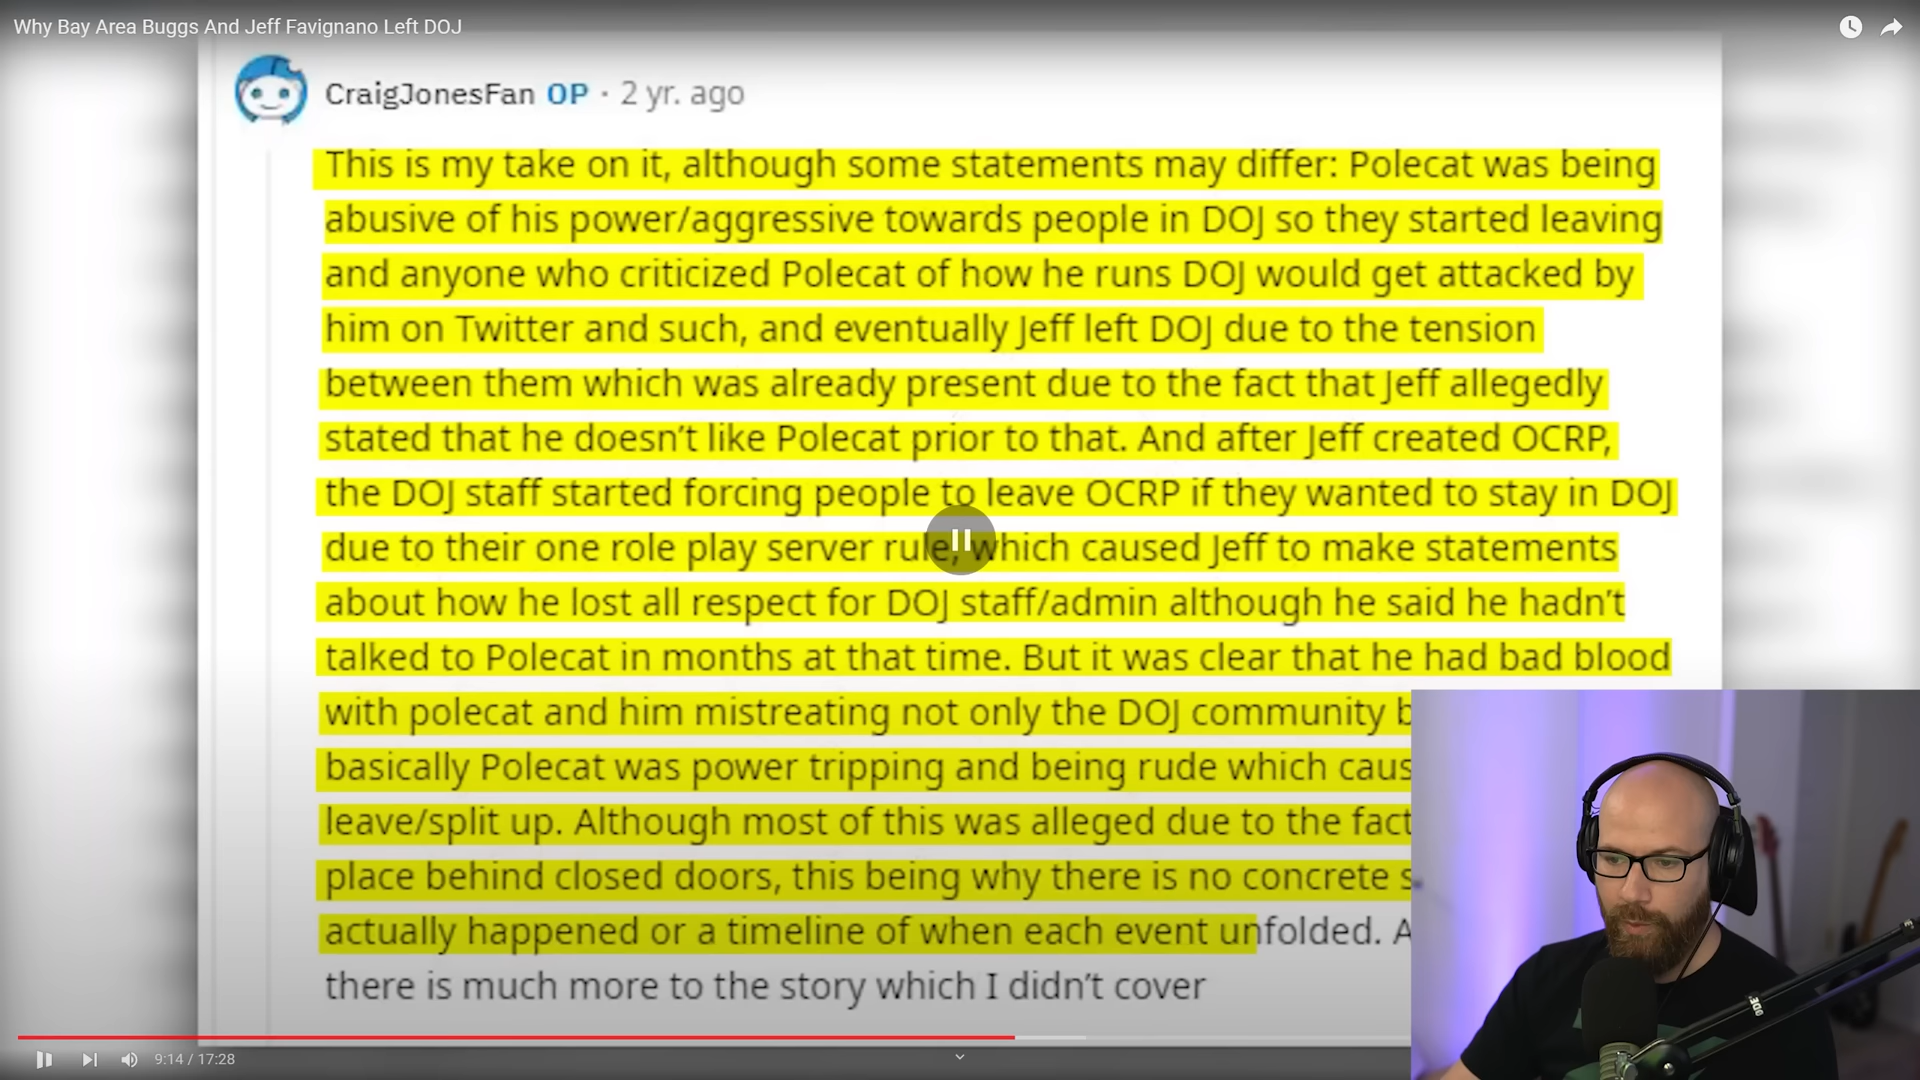 Why Bay Area Buggs And Jeff Favignano Left DOJ
CraigJonesFan OP · 2 yr. ago
This is my take on it, although some statements may differ: Polecat was being
abusive of his power/aggressive towards people in DOJ so they started leaving
and anyone who criticized Polecat of how he runs DOJ would get attacked by
him on Twitter and such, and eventually Jeff left DOJ due to the tension
between them which was already present due to the fact that Jeff allegedly
stated that he doesn't like Polecat prior to that. And after Jeff created OCRP,
the DOJ staff started forcing people to leave OCRP if they wanted to stay in DOJ
due to their one role play server rule, which caused Jeff to make statements
about how he lost all respect for DOJ staff/admin although he said he hadn't
talked to Polecat in months at that time. But it was clear that he had bad blood
with polecat and him mistreating not only the DOJ community b
basically Polecat was power tripping and being rude which caus
leave/split up. Although most of this was alleged due to the fact
place behind closed doors, this being why there is no concrete s
actually happened or a timeline of when each event unfolded. A
there is much more to the story which I didn't cover
9:14 / 17:28